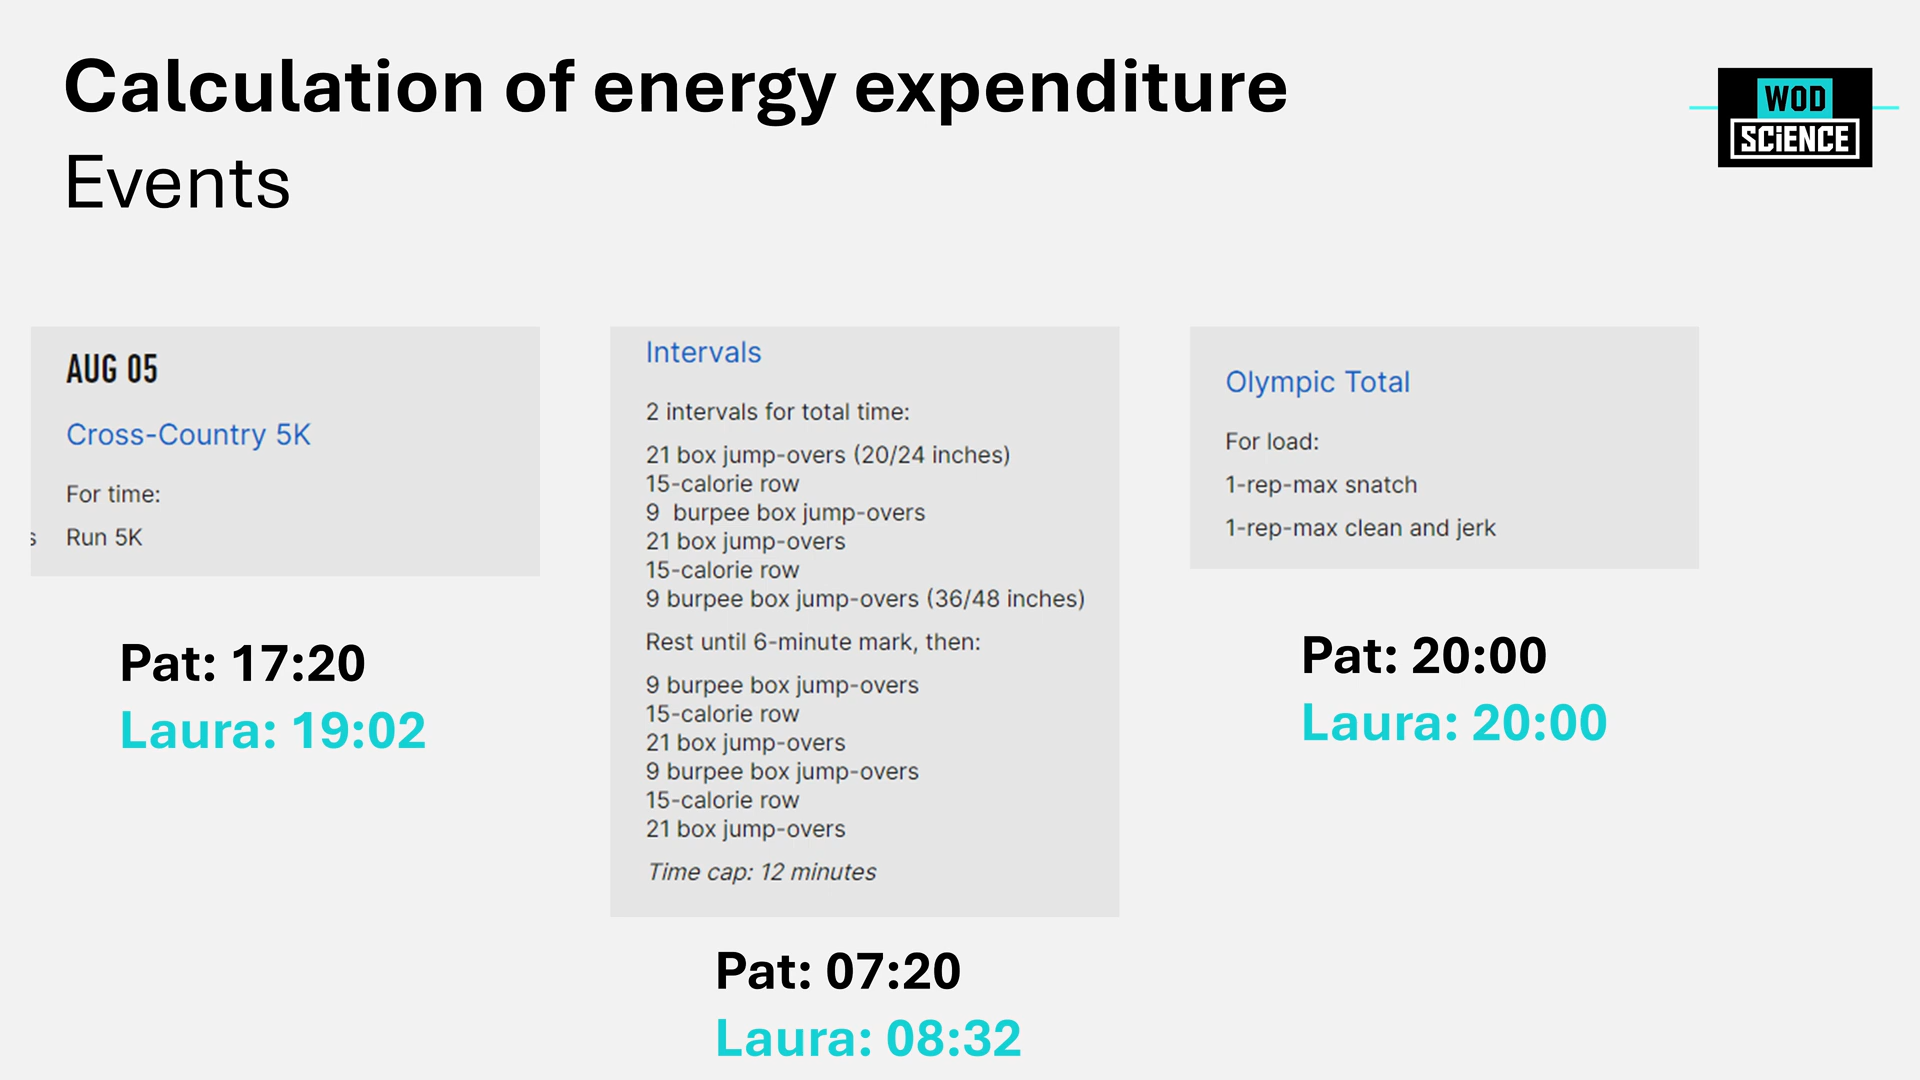 Calculation of energy expenditure
Events
WOD
SCiENCE
AUG 05
Cross-Country 5K
For time:
s Run 5K
Pat: 17:20
Laura: 19:02
Intervals
2 intervals for total time:
21 box jump-overs (20/24 inches)
15-calorie row
9  burpee box jump-overs
21 box jump-overs
15-calorie row
9 burpee box jump-overs (36/48 inches)
Rest until 6-minute mark, then:
9 burpee box jump-overs
15-calorie row
21 box jump-overs
9 burpee box jump-overs
15-calorie row
21 box jump-overs
Time cap: 12 minutes
Pat: 07:20
Laura: 08:32
Olympic Total
For load:
1-rep-max snatch
1-rep-max clean and jerk
Pat: 20:00
Laura: 20:00